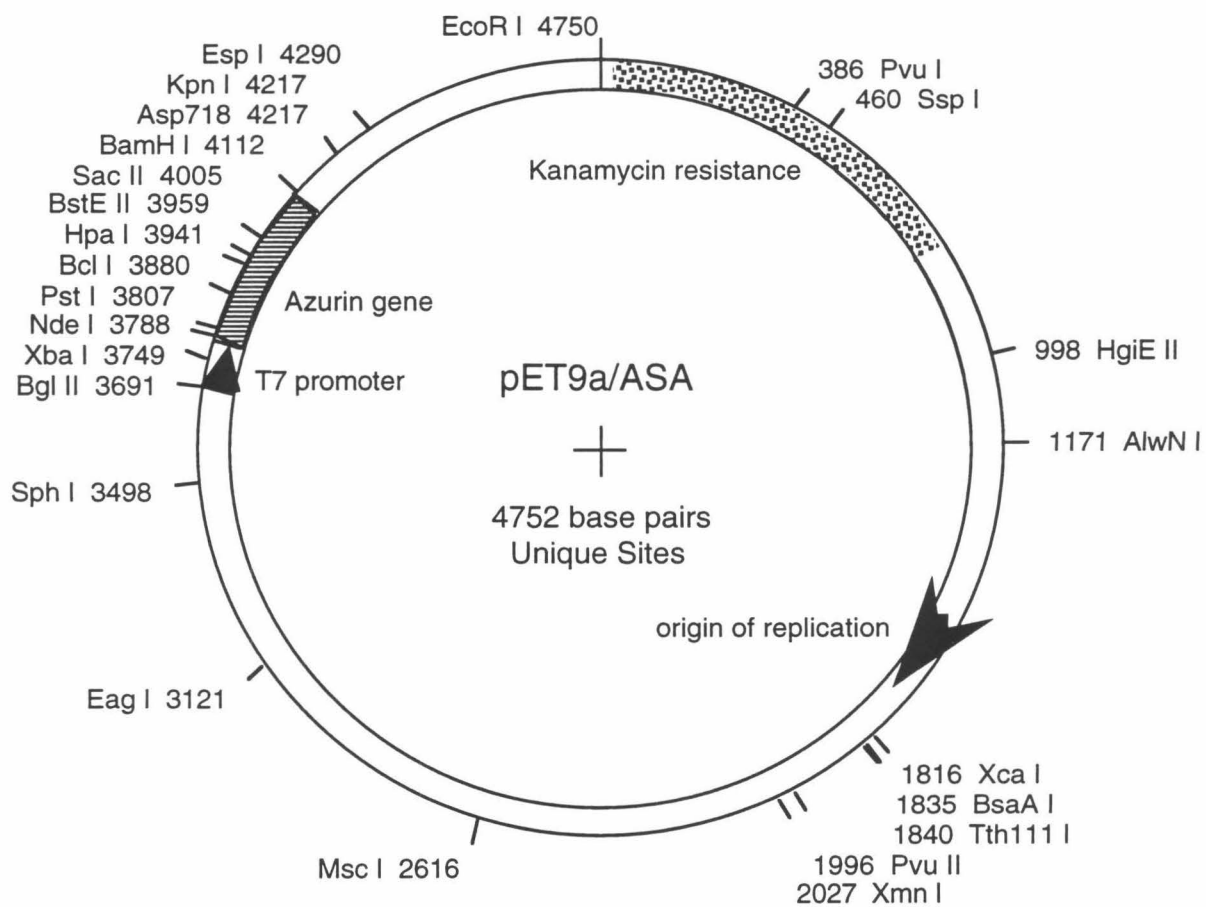 EcoR I 4750
Esp I 4290
Kpn I 4217
Asp718 4217
BamH I 4112
Sac II 4005
BstE II 3959
Hpa I 3941
Bcl I 3880
Pst I 3807
Nde I 3788
Xba I 3749
Bgl II 3691
Sph I 3498
Eag I 3121
Msc I 2616
386 Pvu I
460 Ssp I
998 HgiE II
1171 AlwN I
1816 Xca I
1835 BsaA I
1840 Tth111 I
1996 Pvu II
2027 Xmn I
Kanamycin resistance
Azurin gene
T7 promoter
pET9a/ASA
4752 base pairs
Unique Sites
origin of replication